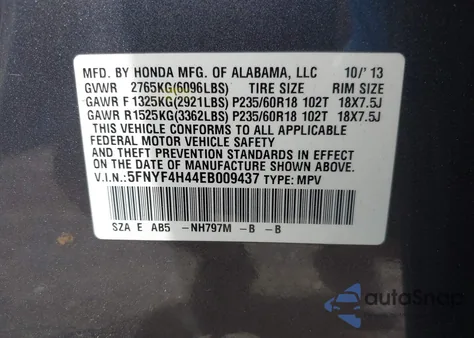 MFD. BY HONDA MFG. OF ALABAMA, LLC 10/'13
GVWR 2765KG(6096LBS) TIRE SIZE RIM SIZE
GAWR F 1325KG(2921LBS) P235/60R18 102T 18X7.5J
GAWR R1525KG(3362LBS) P235/60R18 102T 18X7.5J
THIS VEHICLE CONFORMS TO ALL APPLICABLE
FEDERAL MOTOR VEHICLE SAFETY
AND THEFT PREVENTION STANDARDS IN EFFECT
ON THE DATE OF MANUFACTURE SHOWN ABOVE.
V.I.N.:5FNYF4H44EB009437 TYPE: MPV
SZA E AB5 -NH797M -B -B
autoSnap